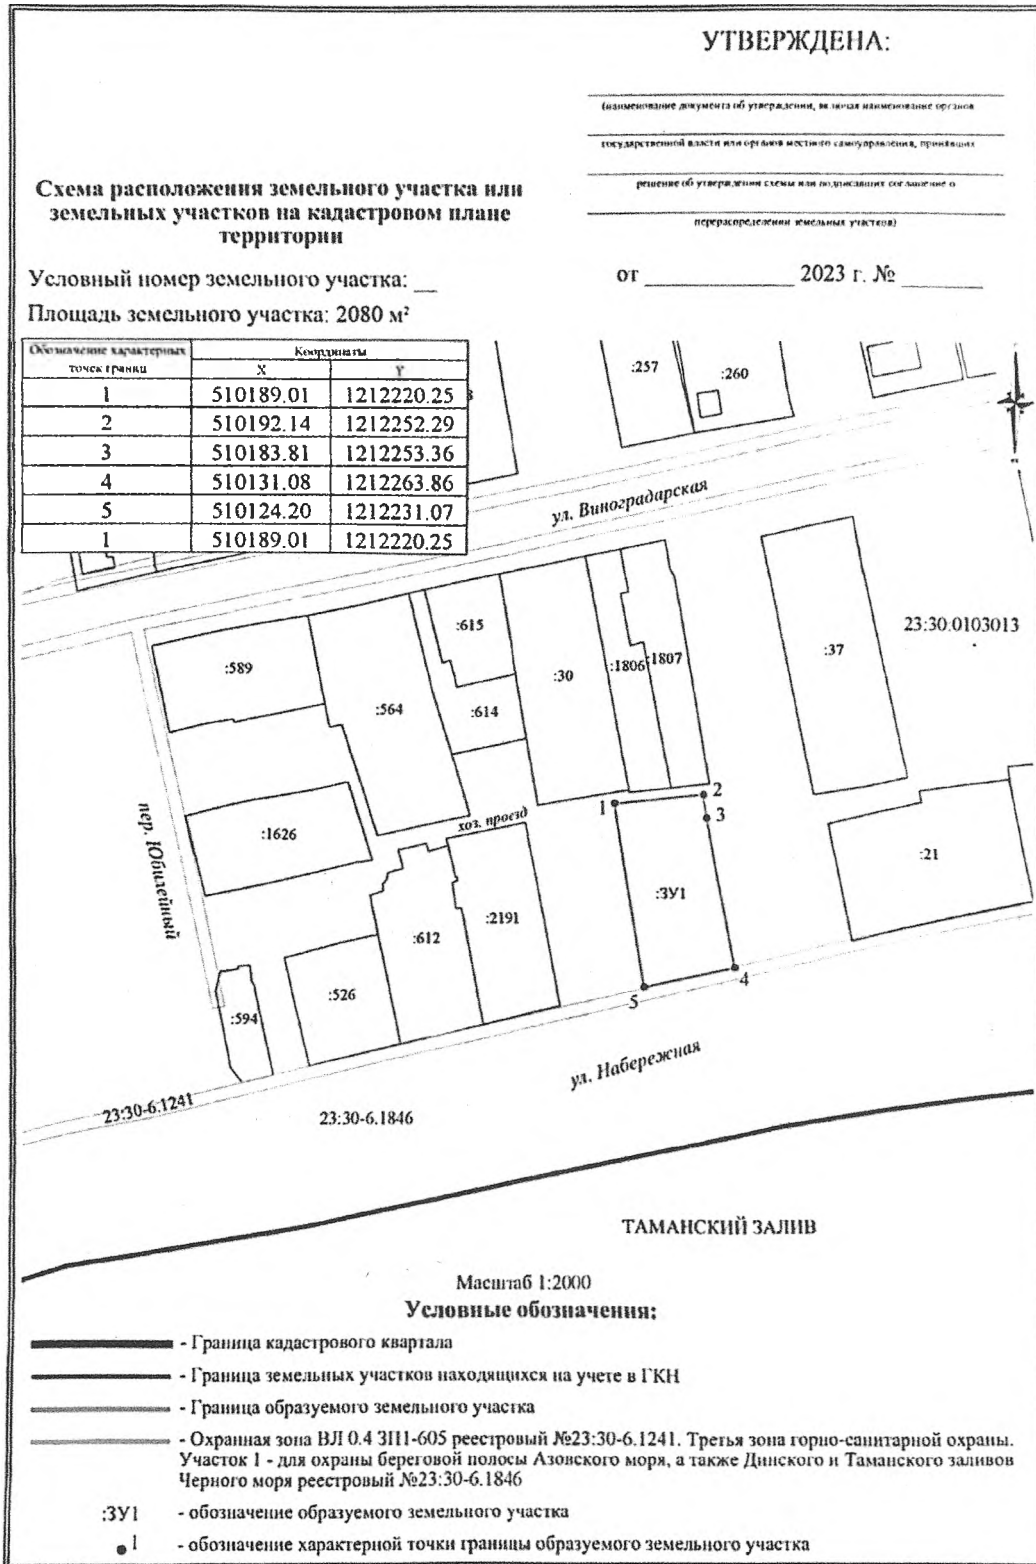 УТВЕРЖДЕНА:
(наименование документа об утверждении, включая наименование органов
государственной власти или органов местного самоуправления, принявших
решение об утверждении схемы или подписавших соглашение о
перераспределении земельных участков)
Схема расположения земельного участка или
земельных участков на кадастровом плане
территории
Условный номер земельного участка: __
от ___________ 2023 г. № ______
Площадь земельного участка: 2080 м²
Обозначение характерных точек границ Координаты
X Y
1 510189.01 1212220.25
2 510192.14 1212252.29
3 510183.81 1212253.36
4 510131.08 1212263.86
5 510124.20 1212231.07
1 510189.01 1212220.25
:257
:260
ул. Виноградарская
:615
23:30:0103013
:589
:1806
:1807
:37
:30
:564
:614
1
2
3
пер. Юбилейный
хоз. проезд
:1626
:21
:ЗУ1
:2191
:612
4
5
:526
:594
ул. Набережная
23:30-6.1241
23:30-6.1846
ТАМАНСКИЙ ЗАЛИВ
Масштаб 1:2000
Условные обозначения:
- Граница кадастрового квартала
- Граница земельных участков находящихся на учете в ГКН
- Граница образуемого земельного участка
- Охранная зона ВЛ 0.4 ЗП1-605 реестровый №23:30-6.1241. Третья зона горно-санитарной охраны.
Участок 1 - для охраны береговой полосы Азовского моря, а также Динского и Таманского заливов
Черного моря реестровый №23:30-6.1846
:ЗУ1 - обозначение образуемого земельного участка
1 - обозначение характерной точки границы образуемого земельного участка